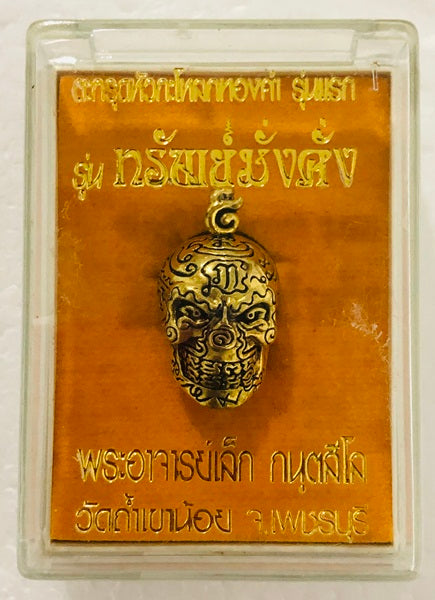 ตะกรุดหัวกะโหลกทองคำ รุ่นแรก
รุ่น ทรัพย์มั่งคั่ง
พระอาจารย์เล็ก กนฺตสีโล
วัดถ้ำเขาน้อย จ.เพชรบุรี